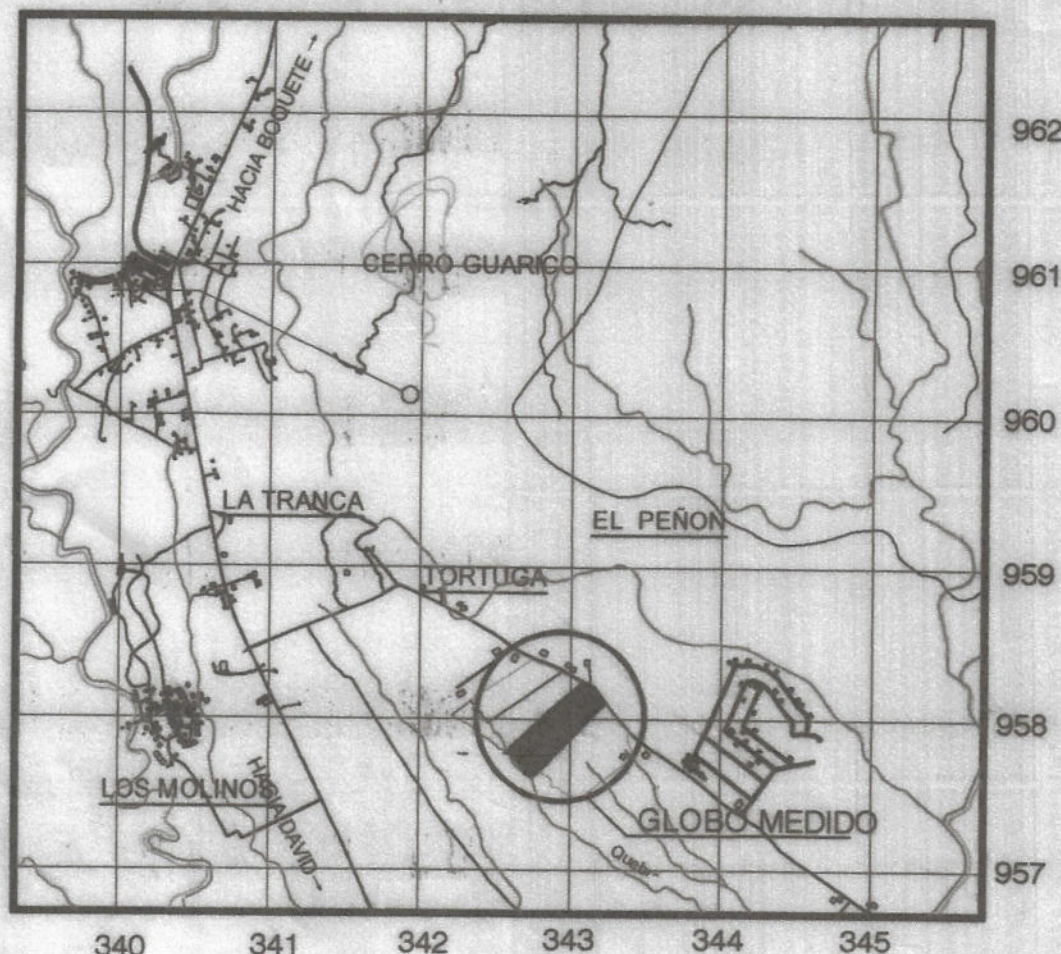 HACIA BOQUETE →
962
CERRO GUARICO
961
960
LA TRANCA
EL PEÑON
959
TORTUGA
958
LOS MOLINOS
HACIA DAVID →
GLOBO MEDIDO
957
340 341 342 343 344 345